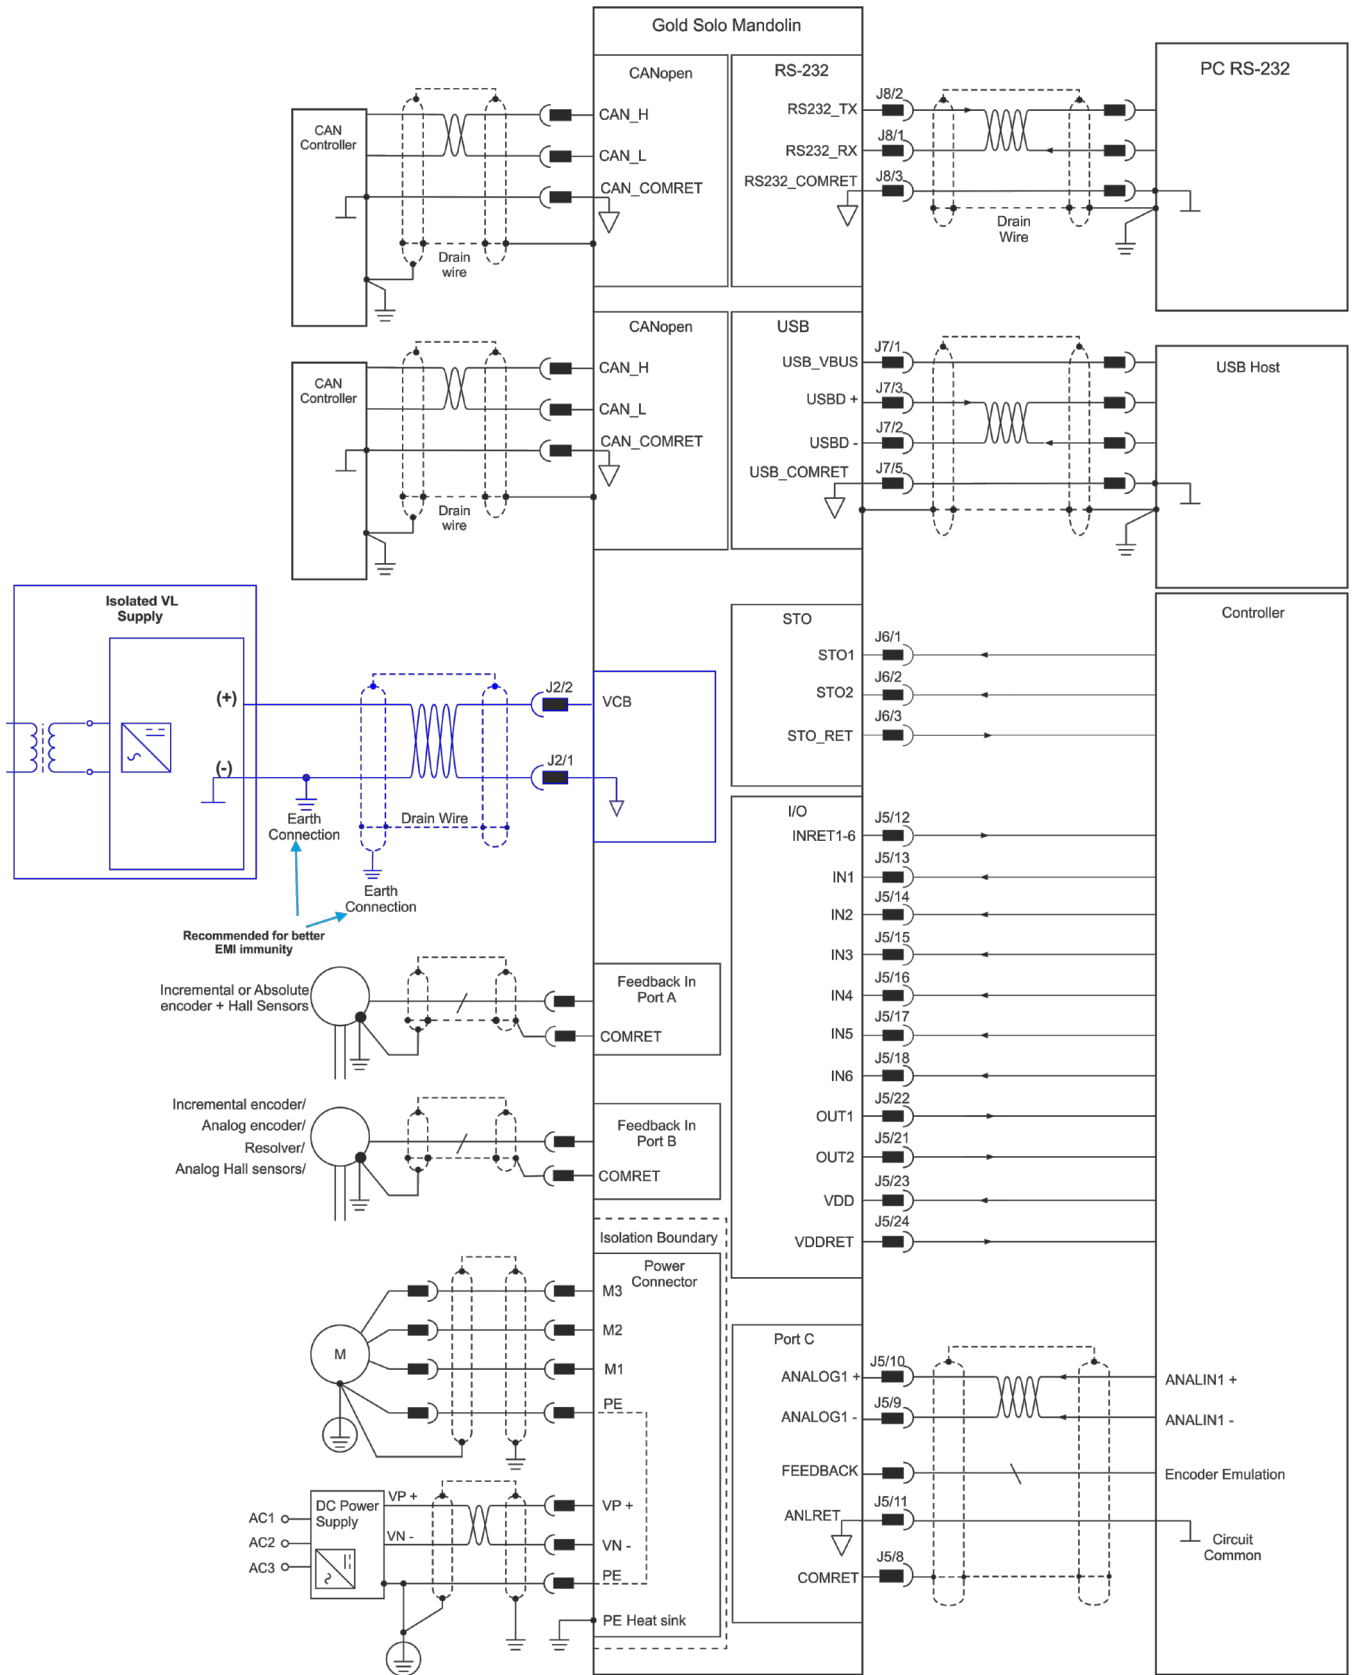 Gold Solo Mandolin
CANopen
CAN_H
CAN_L
CAN_COMRET
CAN
Controller
Drain
wire
RS-232
RS232_TX
RS232_RX
RS232_COMRET
J8/2
J8/1
J8/3
Drain
Wire
PC RS-232
CANopen
CAN_H
CAN_L
CAN_COMRET
CAN
Controller
Drain
wire
USB
USB_VBUS
USBD +
USBD -
USB_COMRET
J7/1
J7/3
J7/2
J7/5
USB Host
Isolated VL
Supply
(+)
(-)
J2/2
VCB
J2/1
Earth
Connection
Drain Wire
Earth
Connection
Recommended for better
EMI immunity
STO
STO1
STO2
STO_RET
J6/1
J6/2
J6/3
Controller
I/O
INRET1-6
IN1
IN2
IN3
IN4
IN5
IN6
OUT1
OUT2
VDD
VDDRET
J5/12
J5/13
J5/14
J5/15
J5/16
J5/17
J5/18
J5/22
J5/21
J5/23
J5/24
Incremental or Absolute
encoder + Hall Sensors
Feedback In
Port A
COMRET
Incremental encoder/
Analog encoder/
Resolver/
Analog Hall sensors/
Feedback In
Port B
COMRET
Isolation Boundary
Power
Connector
M3
M2
M1
PE
M
DC Power
Supply
VP +
VN -
AC1
AC2
AC3
VP +
VN -
PE
PE Heat sink
Port C
ANALOG1 +
ANALOG1 -
FEEDBACK
ANLRET
COMRET
J5/10
J5/9
J5/11
J5/8
ANALIN1 +
ANALIN1 -
Encoder Emulation
Circuit
Common